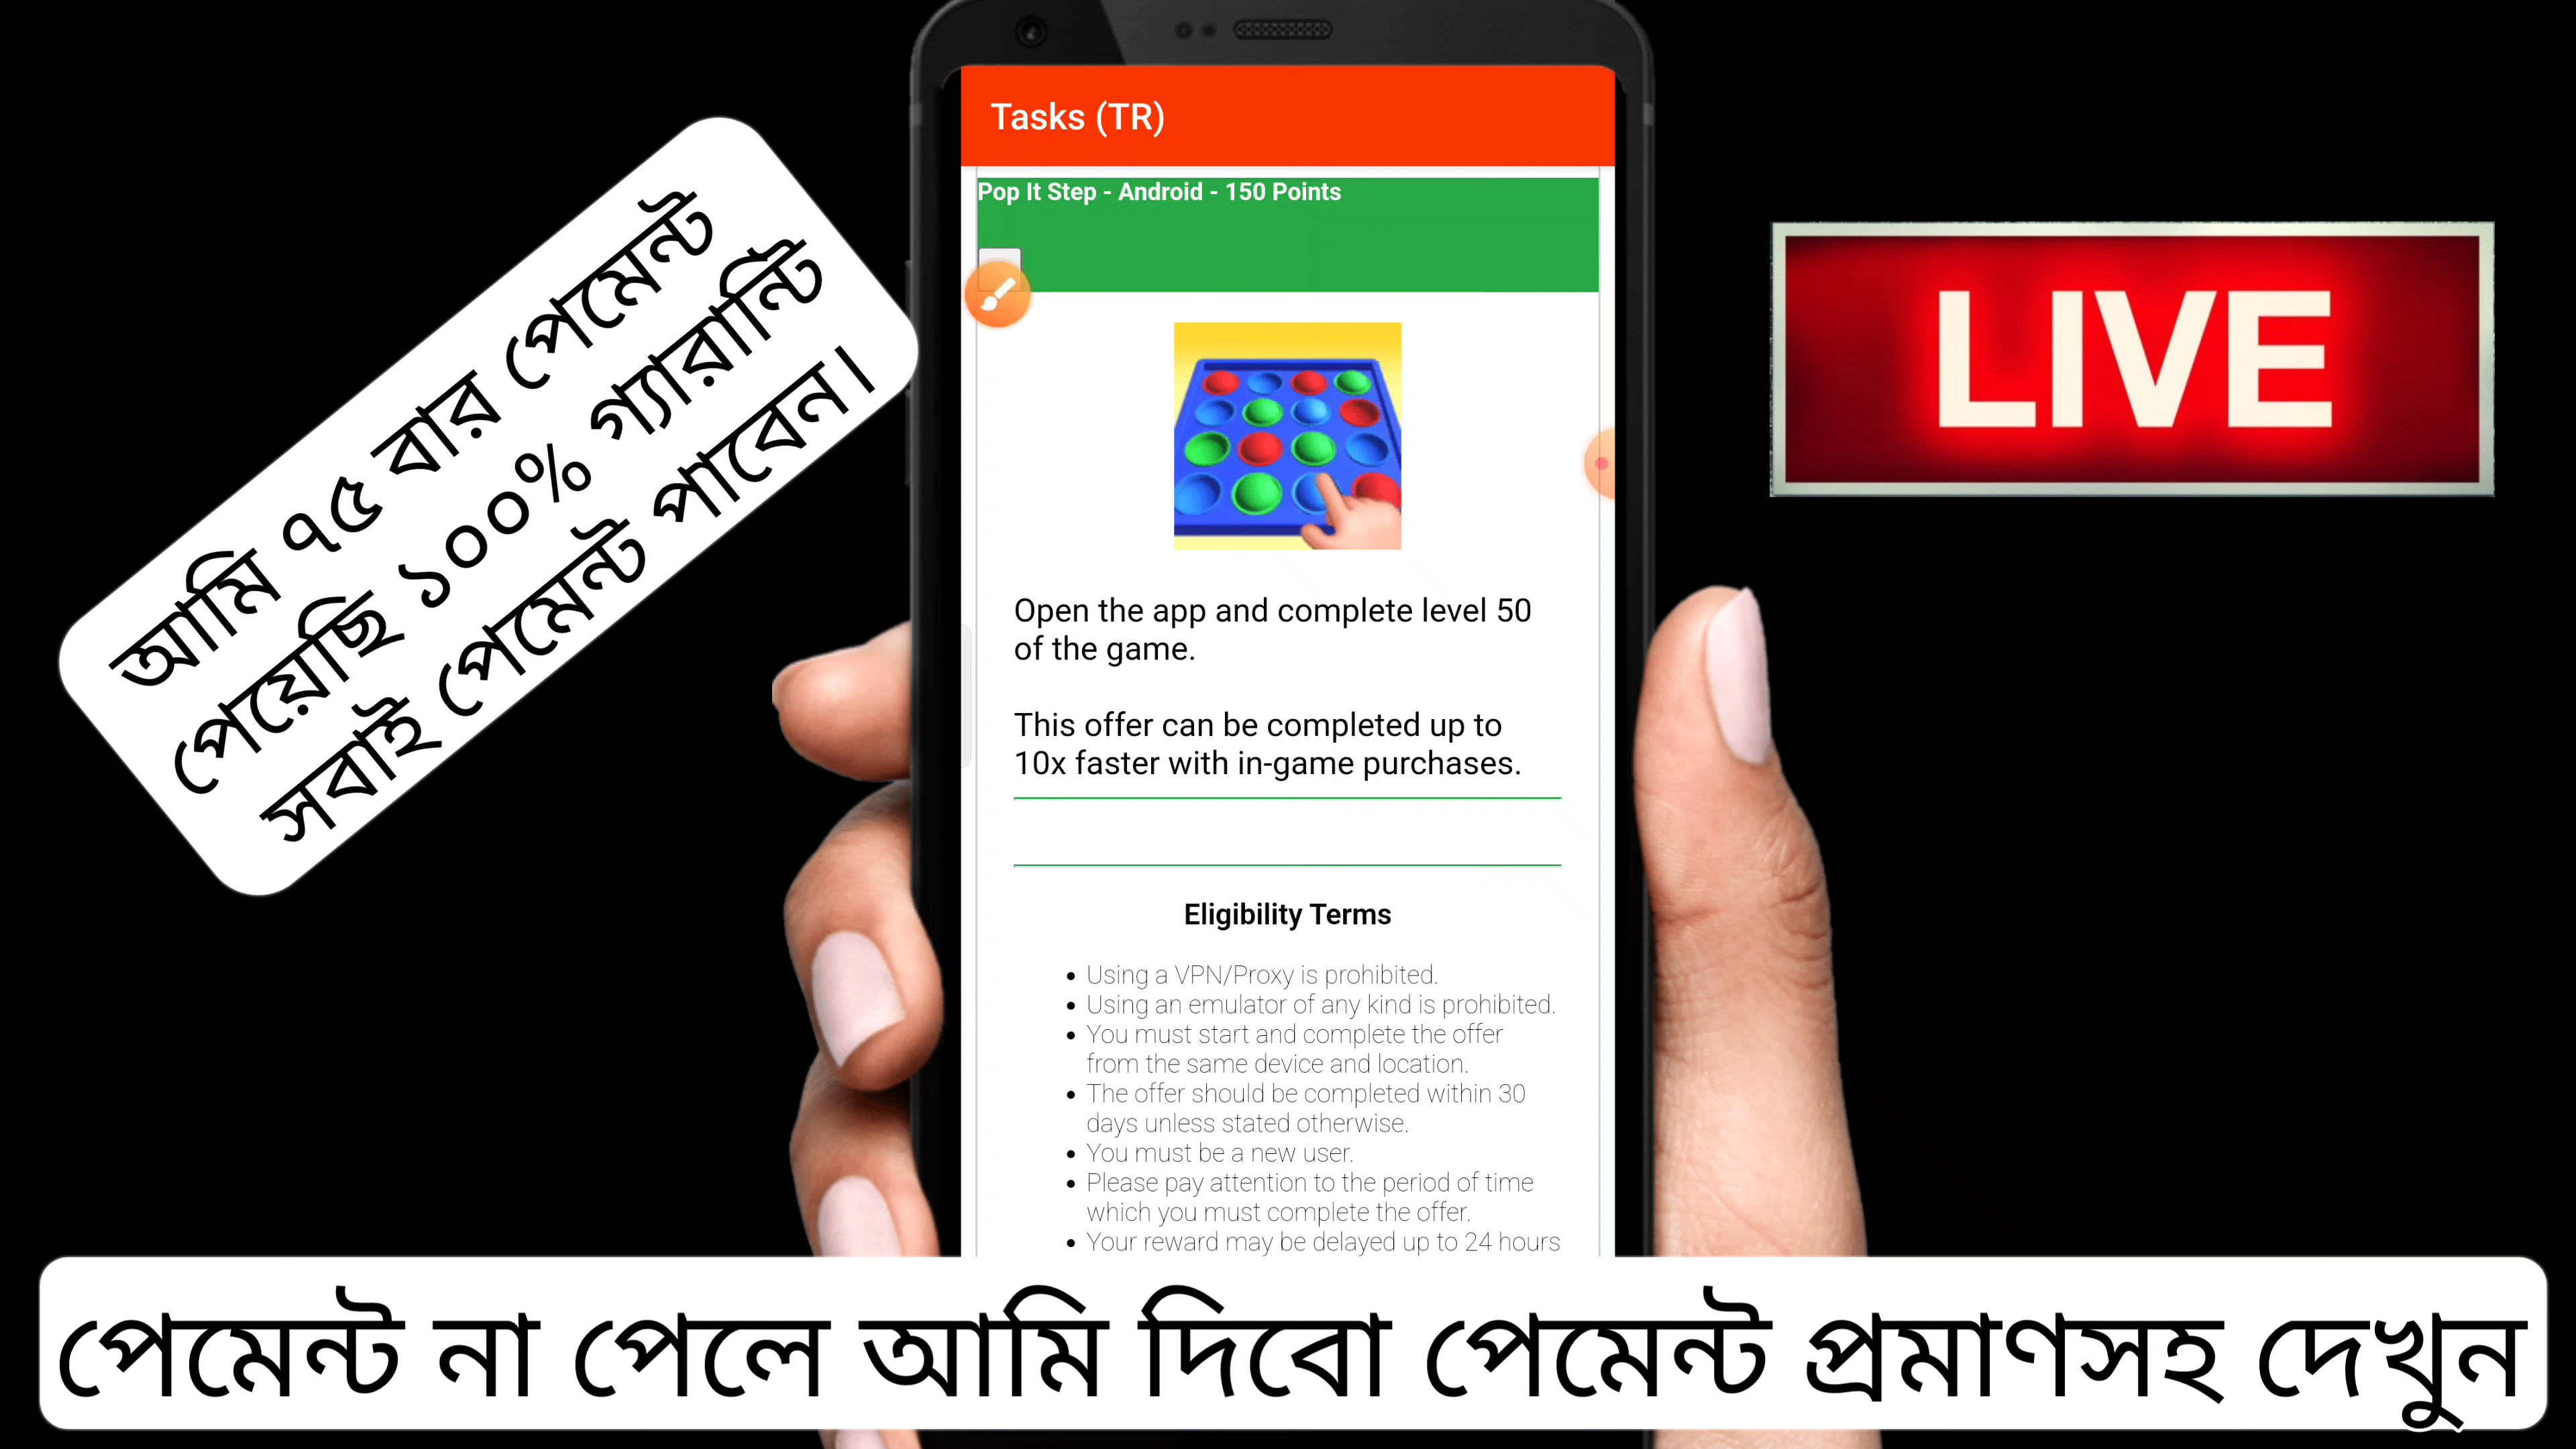 আমি ৭৫ বার পেমেন্ট
পেয়েছি ১০০% গ্যারান্টি
সবাই পেমেন্ট পাবেন।
Tasks (TR)
Pop It Step - Android - 150 Points
LIVE
Open the app and complete level 50
of the game.
This offer can be completed up to
10x faster with in-game purchases.
Eligibility Terms
• Using a VPN/Proxy is prohibited.
• Using an emulator of any kind is prohibited.
• You must start and complete the offer
from the same device and location.
• The offer should be completed within 30
days unless stated otherwise.
• You must be a new user.
• Please pay attention to the period of time
which you must complete the offer.
• Your reward may be delayed up to 24 hours
পেমেন্ট না পেলে আমি দিবো পেমেন্ট প্রমাণসহ দেখুন